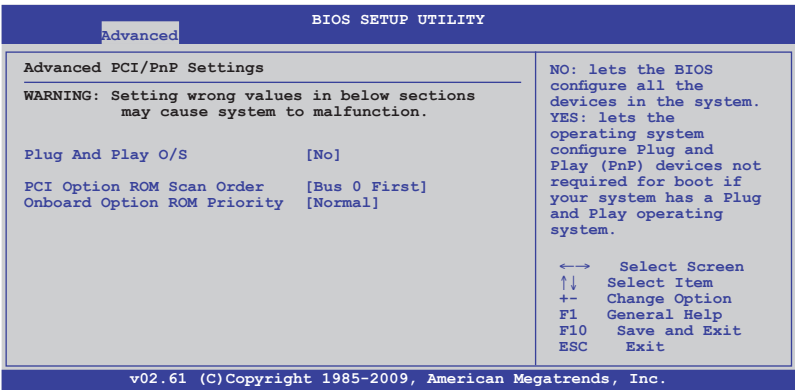 BIOS SETUP UTILITY
Advanced
Advanced PCI/PnP Settings
WARNING: Setting wrong values in below sections
may cause system to malfunction.
Plug And Play O/S [No]
PCI Option ROM Scan Order [Bus 0 First]
Onboard Option ROM Priority [Normal]
NO: lets the BIOS
configure all the
devices in the system.
YES: lets the
operating system
configure Plug and
Play (PnP) devices not
required for boot if
your system has a Plug
and Play operating
system.
←→ Select Screen
↑↓ Select Item
+- Change Option
F1 General Help
F10 Save and Exit
ESC Exit
v02.61 (C)Copyright 1985-2009, American Megatrends, Inc.